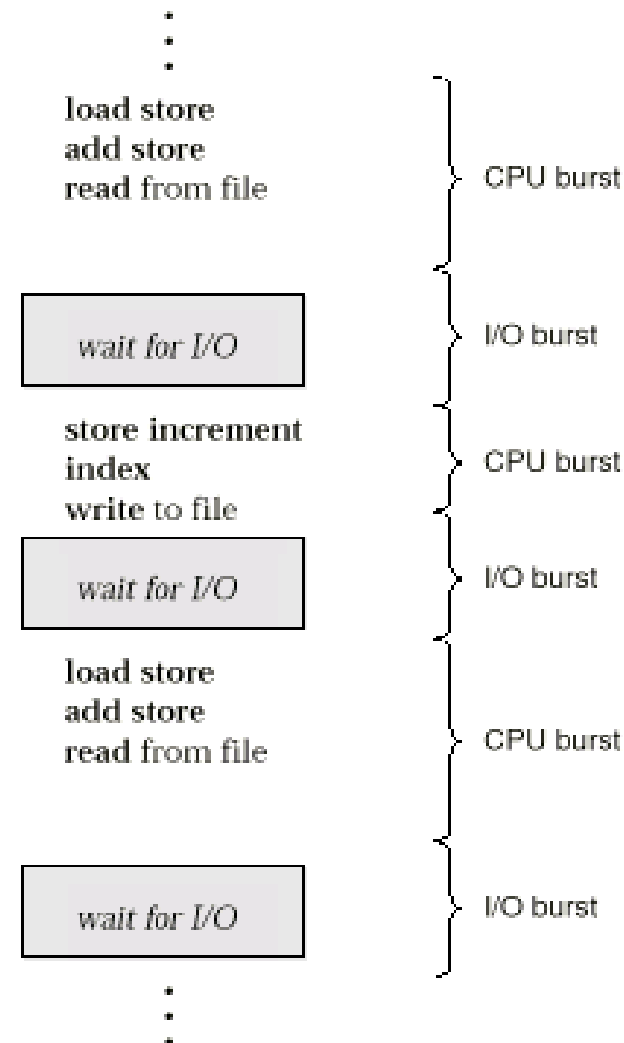 load store
add store
read from file
CPU burst
wait for I/O
I/O burst
store increment
index
write to file
CPU burst
wait for I/O
I/O burst
load store
add store
read from file
CPU burst
wait for I/O
I/O burst